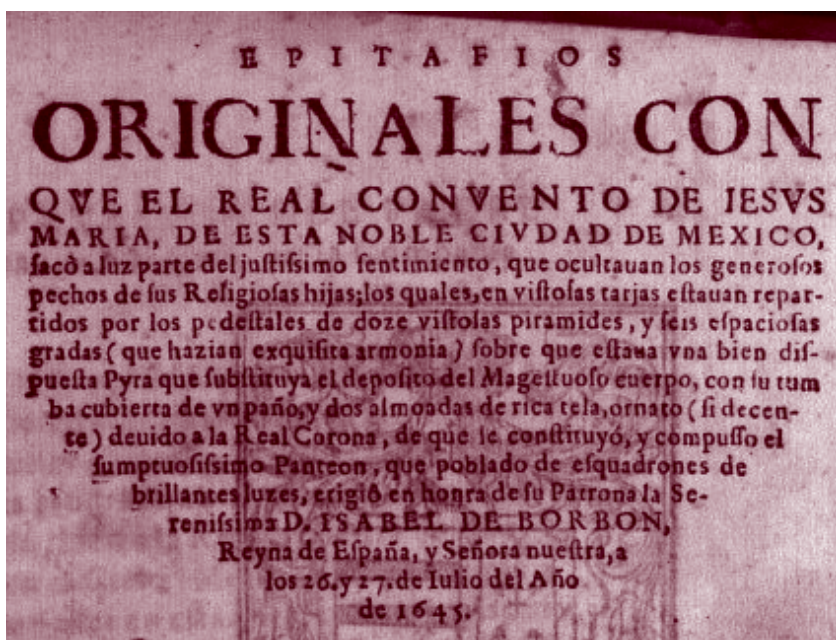 EPITAFIOS
ORIGINALES CON
QVE EL REAL CONVENTO DE IESVS
MARIA, DE ESTA NOBLE CIVDAD DE MEXICO,
ſacò a luz parte del juſtiſsimo ſentimiento, que ocultauan los generoſos
pechos de ſus Religioſas hijas; los quales, en viſtoſas tarjas eſtauan repar-
tidos por los pedeſtales de doze viſtoſas piramides, y ſeis eſpacioſas
gradas ( que hazian exquiſita armonia ) ſobre que eſtaua vna bien diſ-
pueſta Pyra que ſubſtituya el depoſito del Mageſtuoſo cuerpo, con ſu tum
ba cubierta de vn paño, y dos almoadas de rica tela, ornato ( ſi decen-
te ) deuido a la Real Corona, de que ſe conſtituyó, y compuſſo el
ſumptuoſiſsimo Panteon, que poblado de eſquadrones de
brillantes luzes, erigió en honra de ſu Patrona la Se-
reniſsima D. ISABEL DE BORBON,
Reyna de Eſpaña, y Señora nueſtra, a
los 26. y 27. de Iulio del Año
de 1645.